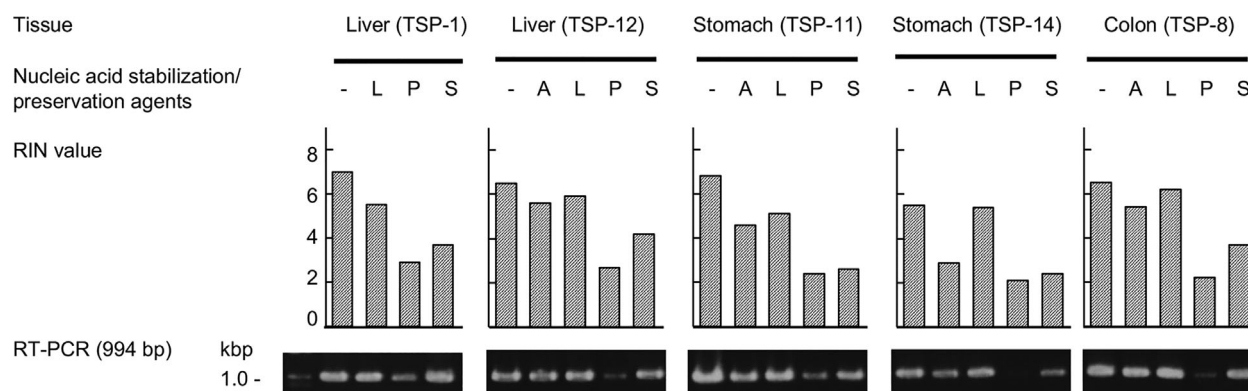 Tissue
Liver (TSP-1) Liver (TSP-12) Stomach (TSP-11) Stomach (TSP-14) Colon (TSP-8)
Nucleic acid stabilization/
preservation agents
- L P S - A L P S - A L P S - A L P S - A L P S
RIN value
8
6
4
2
0
RT-PCR (994 bp) kbp
1.0 -